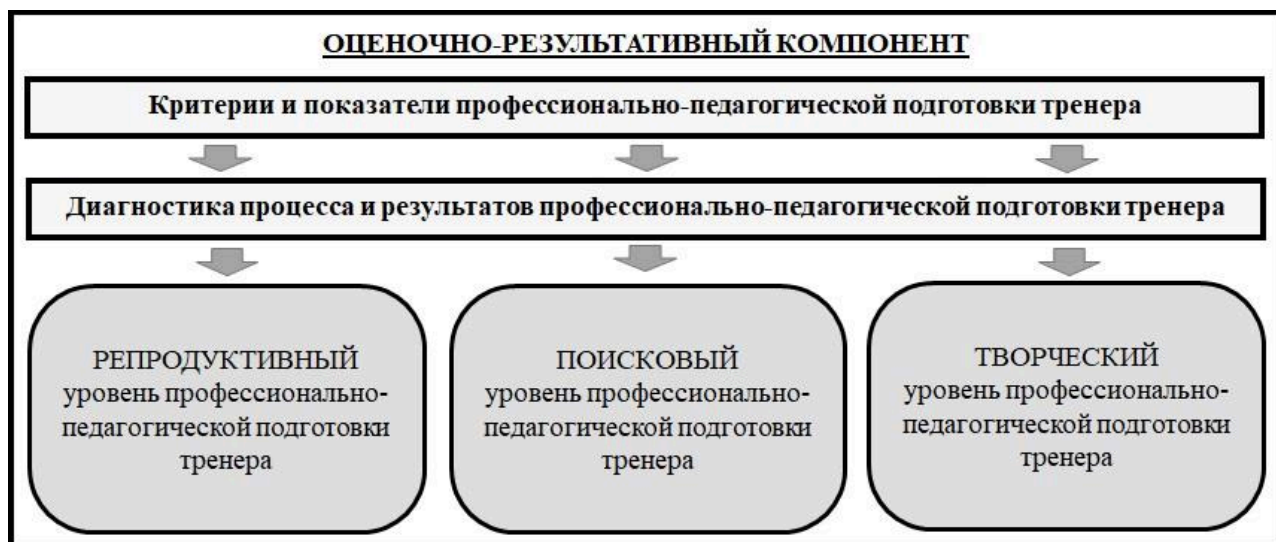 ОЦЕНОЧНО-РЕЗУЛЬТАТИВНЫЙ КОМПОНЕНТ
Критерии и показатели профессионально-педагогической подготовки тренера
Диагностика процесса и результатов профессионально-педагогической подготовки тренера
РЕПРОДУКТИВНЫЙ
уровень профессионально-
педагогической подготовки
тренера
ПОИСКОВЫЙ
уровень профессионально-
педагогической подготовки
тренера
ТВОРЧЕСКИЙ
уровень профессионально-
педагогической подготовки
тренера